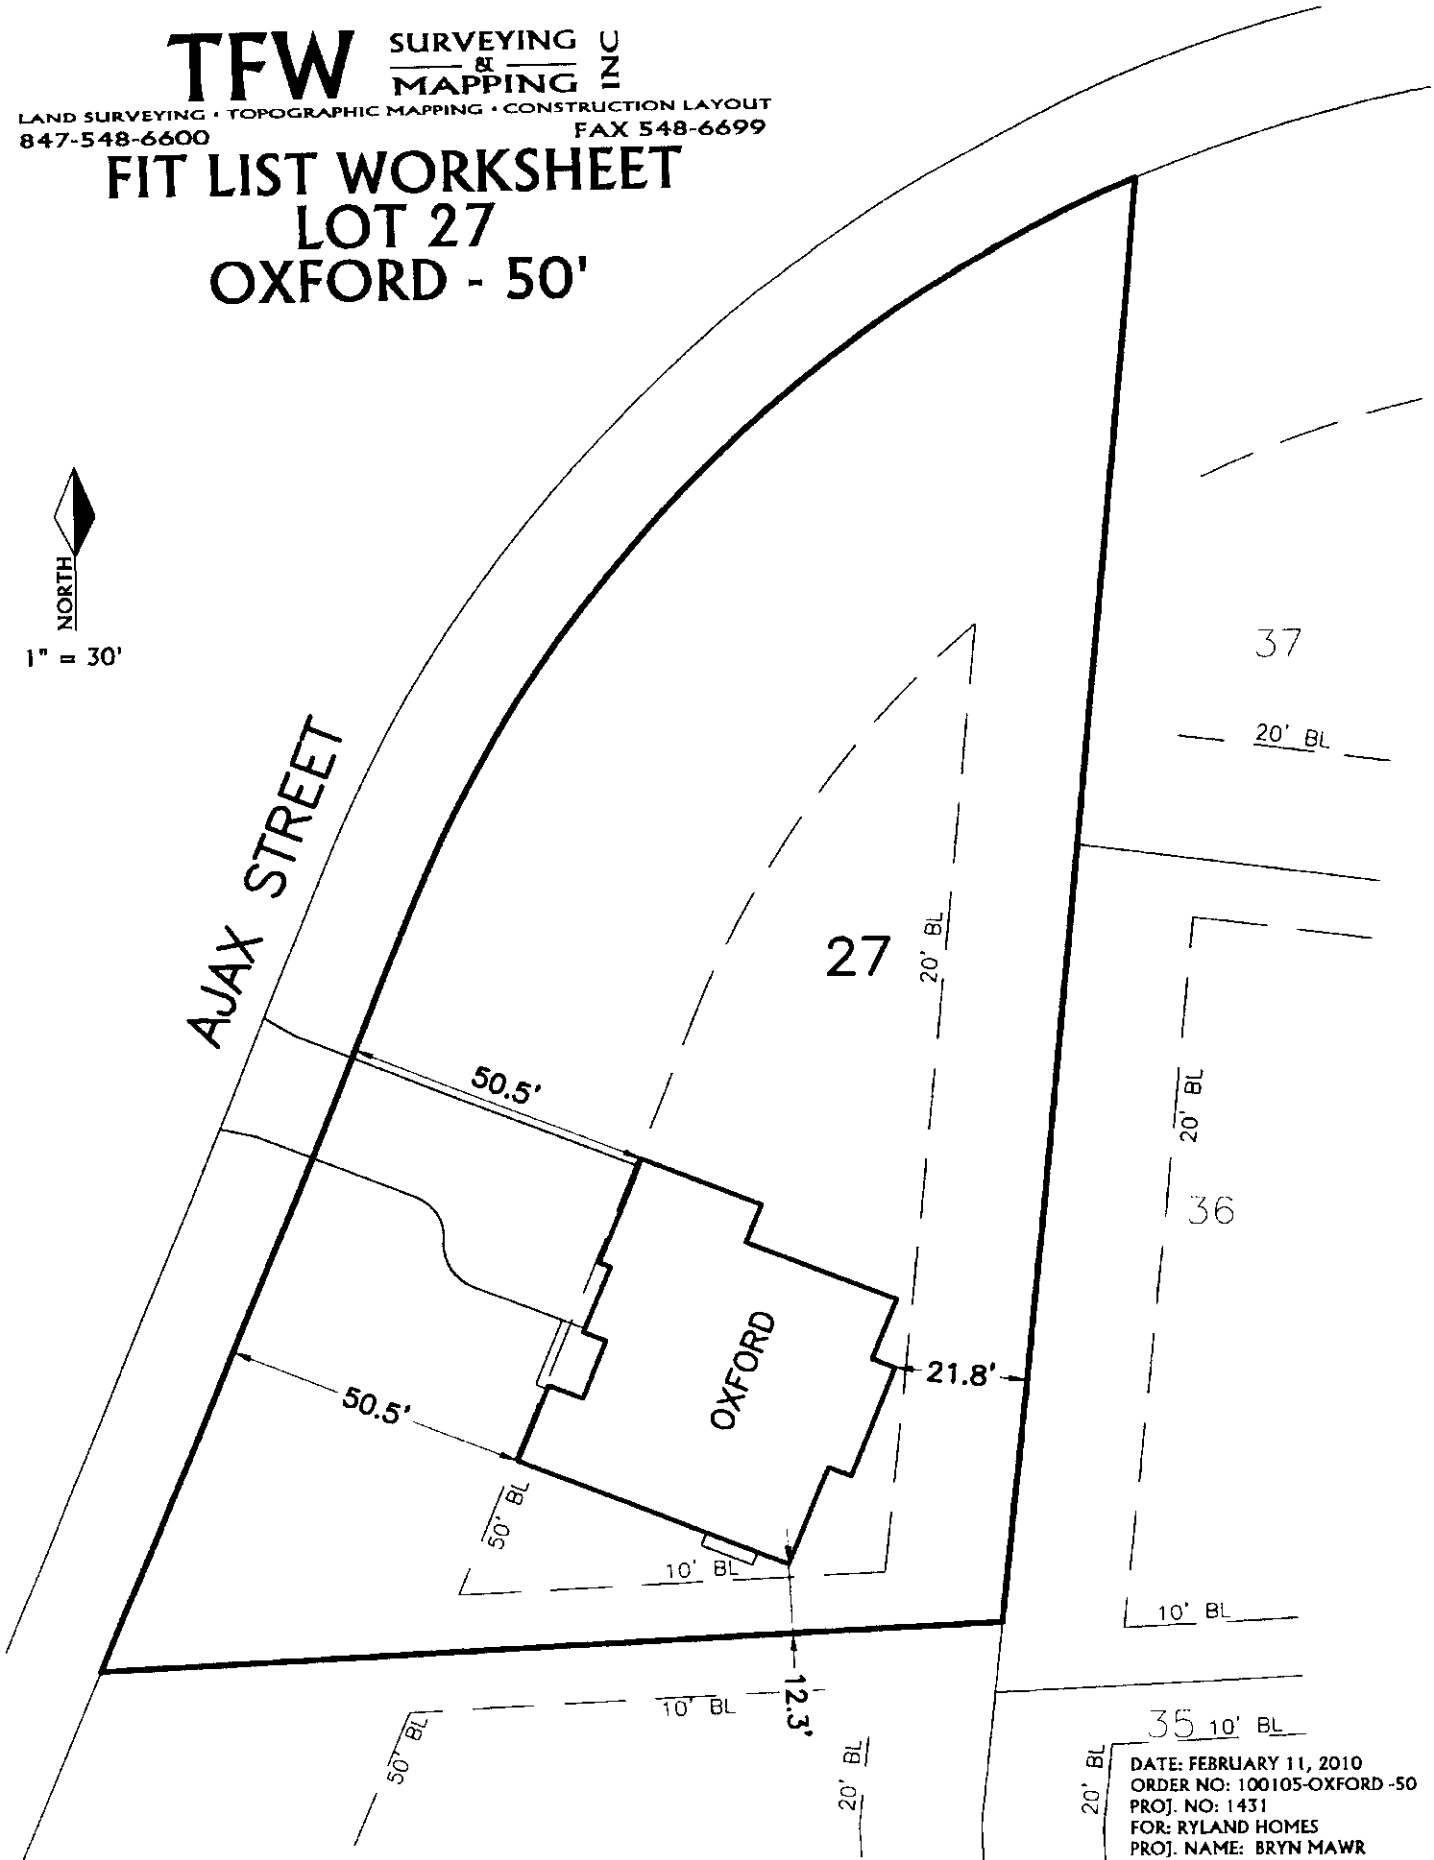 TFW SURVEYING & MAPPING INC
LAND SURVEYING • TOPOGRAPHIC MAPPING • CONSTRUCTION LAYOUT
847-548-6600 FAX 548-6699
FIT LIST WORKSHEET
LOT 27
OXFORD - 50'
NORTH
1" = 30'
AJAX STREET
37
20' BL
27
20' BL
50.5'
20' BL
36
OXFORD
21.8'
50.5'
50' BL
10' BL
10' BL
12.3'
10' BL
50' BL
20' BL
35
10' BL
20' BL
DATE: FEBRUARY 11, 2010
ORDER NO: 100105-OXFORD -50
PROJ. NO: 1431
FOR: RYLAND HOMES
PROJ. NAME: BRYN MAWR